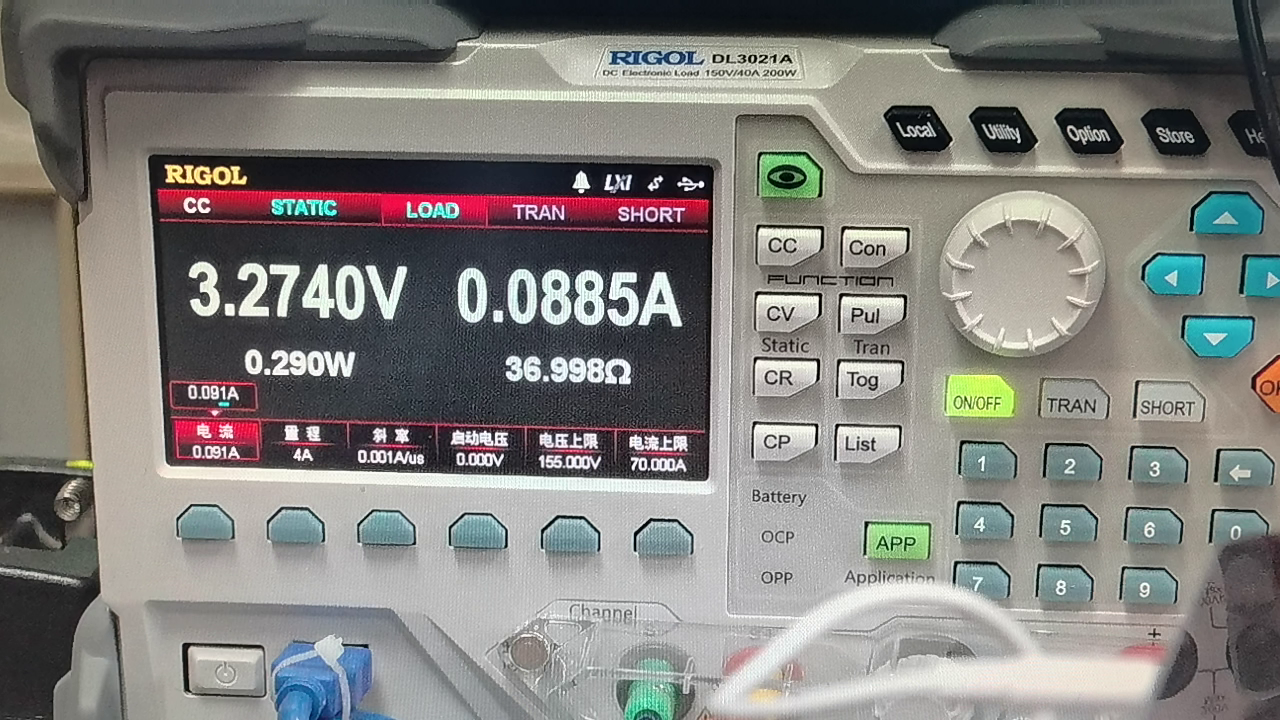 RIGOL DL3021A
DC Electronic Load 150V/40A 200W
Local Utility Option Store He
RIGOL LXI
CC STATIC LOAD TRAN SHORT
3.2740V 0.0885A
0.290W 36.998Ω
0.091A
电流 量程 斜率 启动电压 电压上限 电流上限
0.091A 4A 0.001A/us 0.000V 155.000V 70.000A
CC Con
FUNCTION
CV Pul
Static Tran
CR Tog
CP List
Battery
OCP
OPP
APP
Application
ON/OFF TRAN SHORT
1 2 3
4 5 6 0
7 8 9
Channel
+